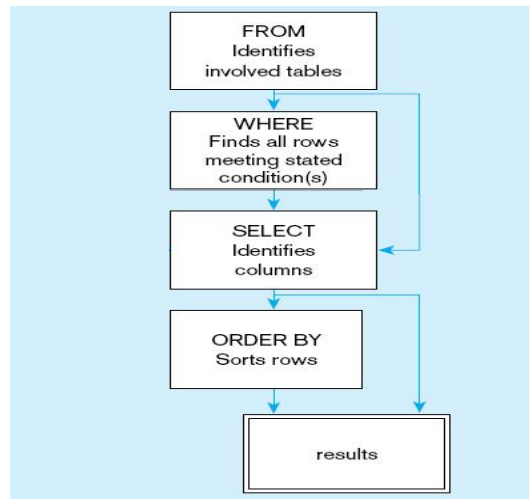 FROM
Identifies
involved tables
WHERE
Finds all rows
meeting stated
condition(s)
SELECT
Identifies
columns
ORDER BY
Sorts rows
results